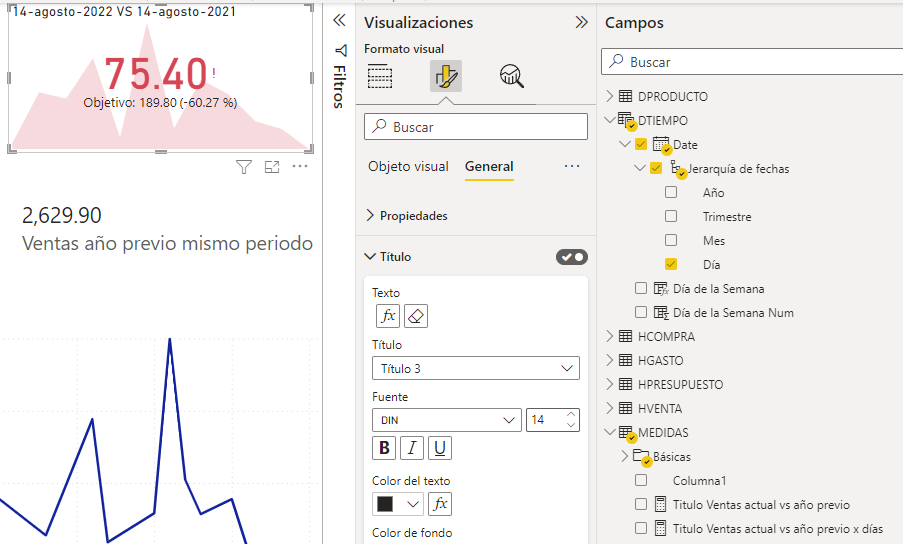 14-agosto-2022 VS 14-agosto-2021
75.40!
Objetivo: 189.80 (-60.27 %)
2,629.90
Ventas año previo mismo periodo
Filtros
Visualizaciones
Formato visual
Buscar
Objeto visual General
Propiedades
Título
Texto
fx
Título
Título 3
Fuente
DIN 14
B I U
Color del texto
fx
Color de fondo
Campos
Buscar
DPRODUCTO
DTIEMPO
Date
Jerarquía de fechas
Año
Trimestre
Mes
Día
Día de la Semana
Día de la Semana Num
HCOMPRA
HGASTO
HPRESUPUESTO
HVENTA
MEDIDAS
Básicas
Columna1
Titulo Ventas actual vs año previo
Titulo Ventas actual vs año previo x días